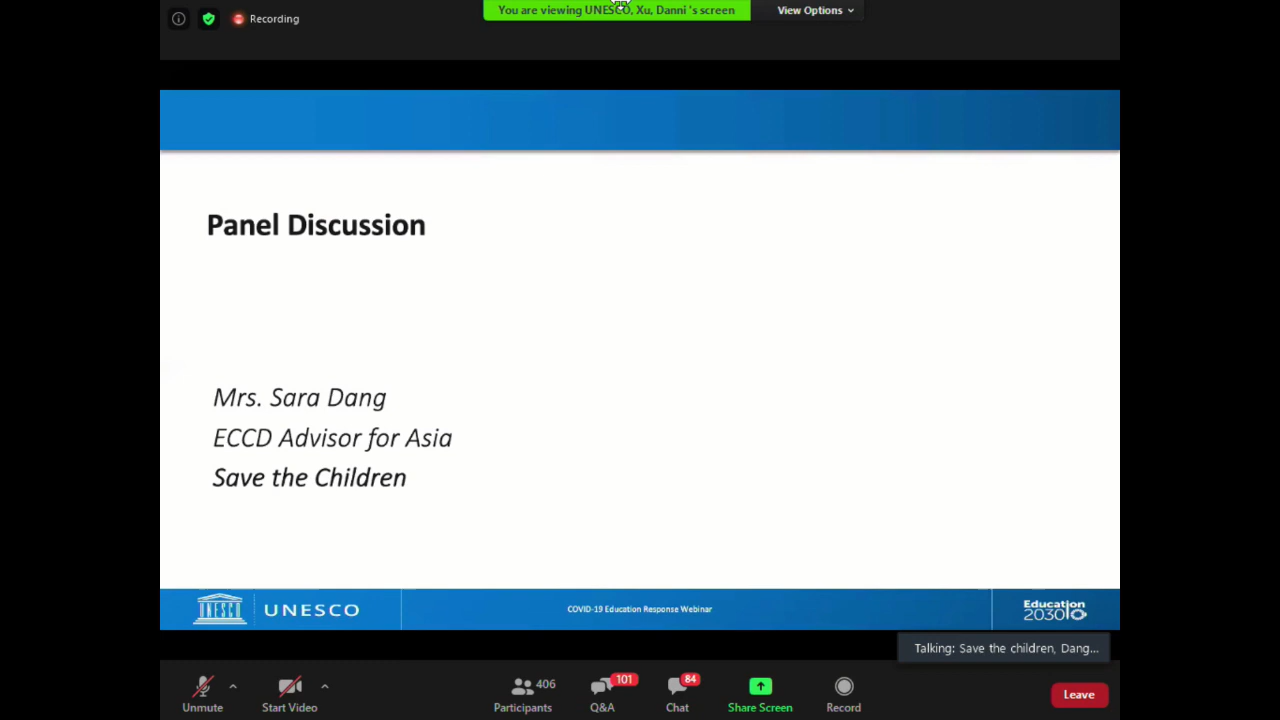 Recording
You are viewing UNESCO, Xu, Danni 's screen
View Options
Panel Discussion
Mrs. Sara Dang
ECCD Advisor for Asia
Save the Children
UNESCO
UNESCO
COVID-19 Education Response Webinar
Education
2030
Talking: Save the children, Dang...
Unmute
Start Video
406
Participants
101
Q&A
84
Chat
Share Screen
Record
Leave